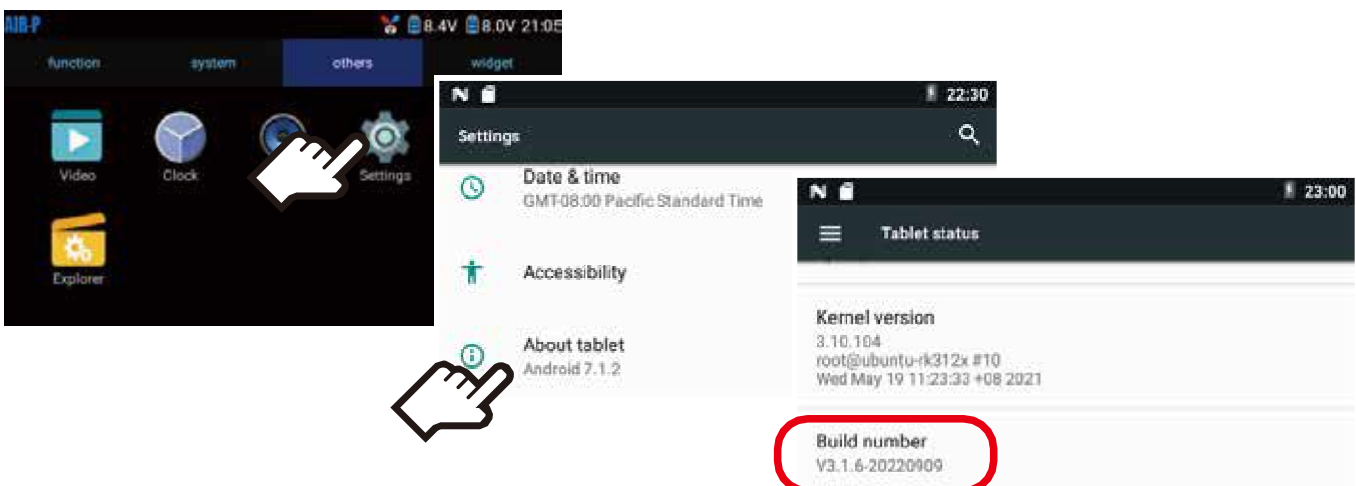 AIB-P
8.4V 8.0V 21:05
function system others widget
Video Clock Settings
Explorer
N 22:30
Settings
Date & time
GMT-08:00 Pacific Standard Time
Accessibility
About tablet
Android 7.1.2
N 23:00
Tablet status
Kernel version
3.10.104
root@ubuntu-rk312x #10
Wed May 19 11:23:33 +08 2021
Build number
V3.1.6-20220909